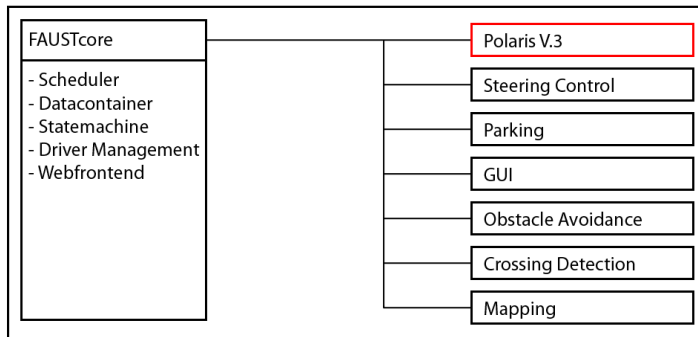 FAUSTcore
- Scheduler
- Datacontainer
- Statemachine
- Driver Management
- Webfrontend
Polaris V.3
Steering Control
Parking
GUI
Obstacle Avoidance
Crossing Detection
Mapping